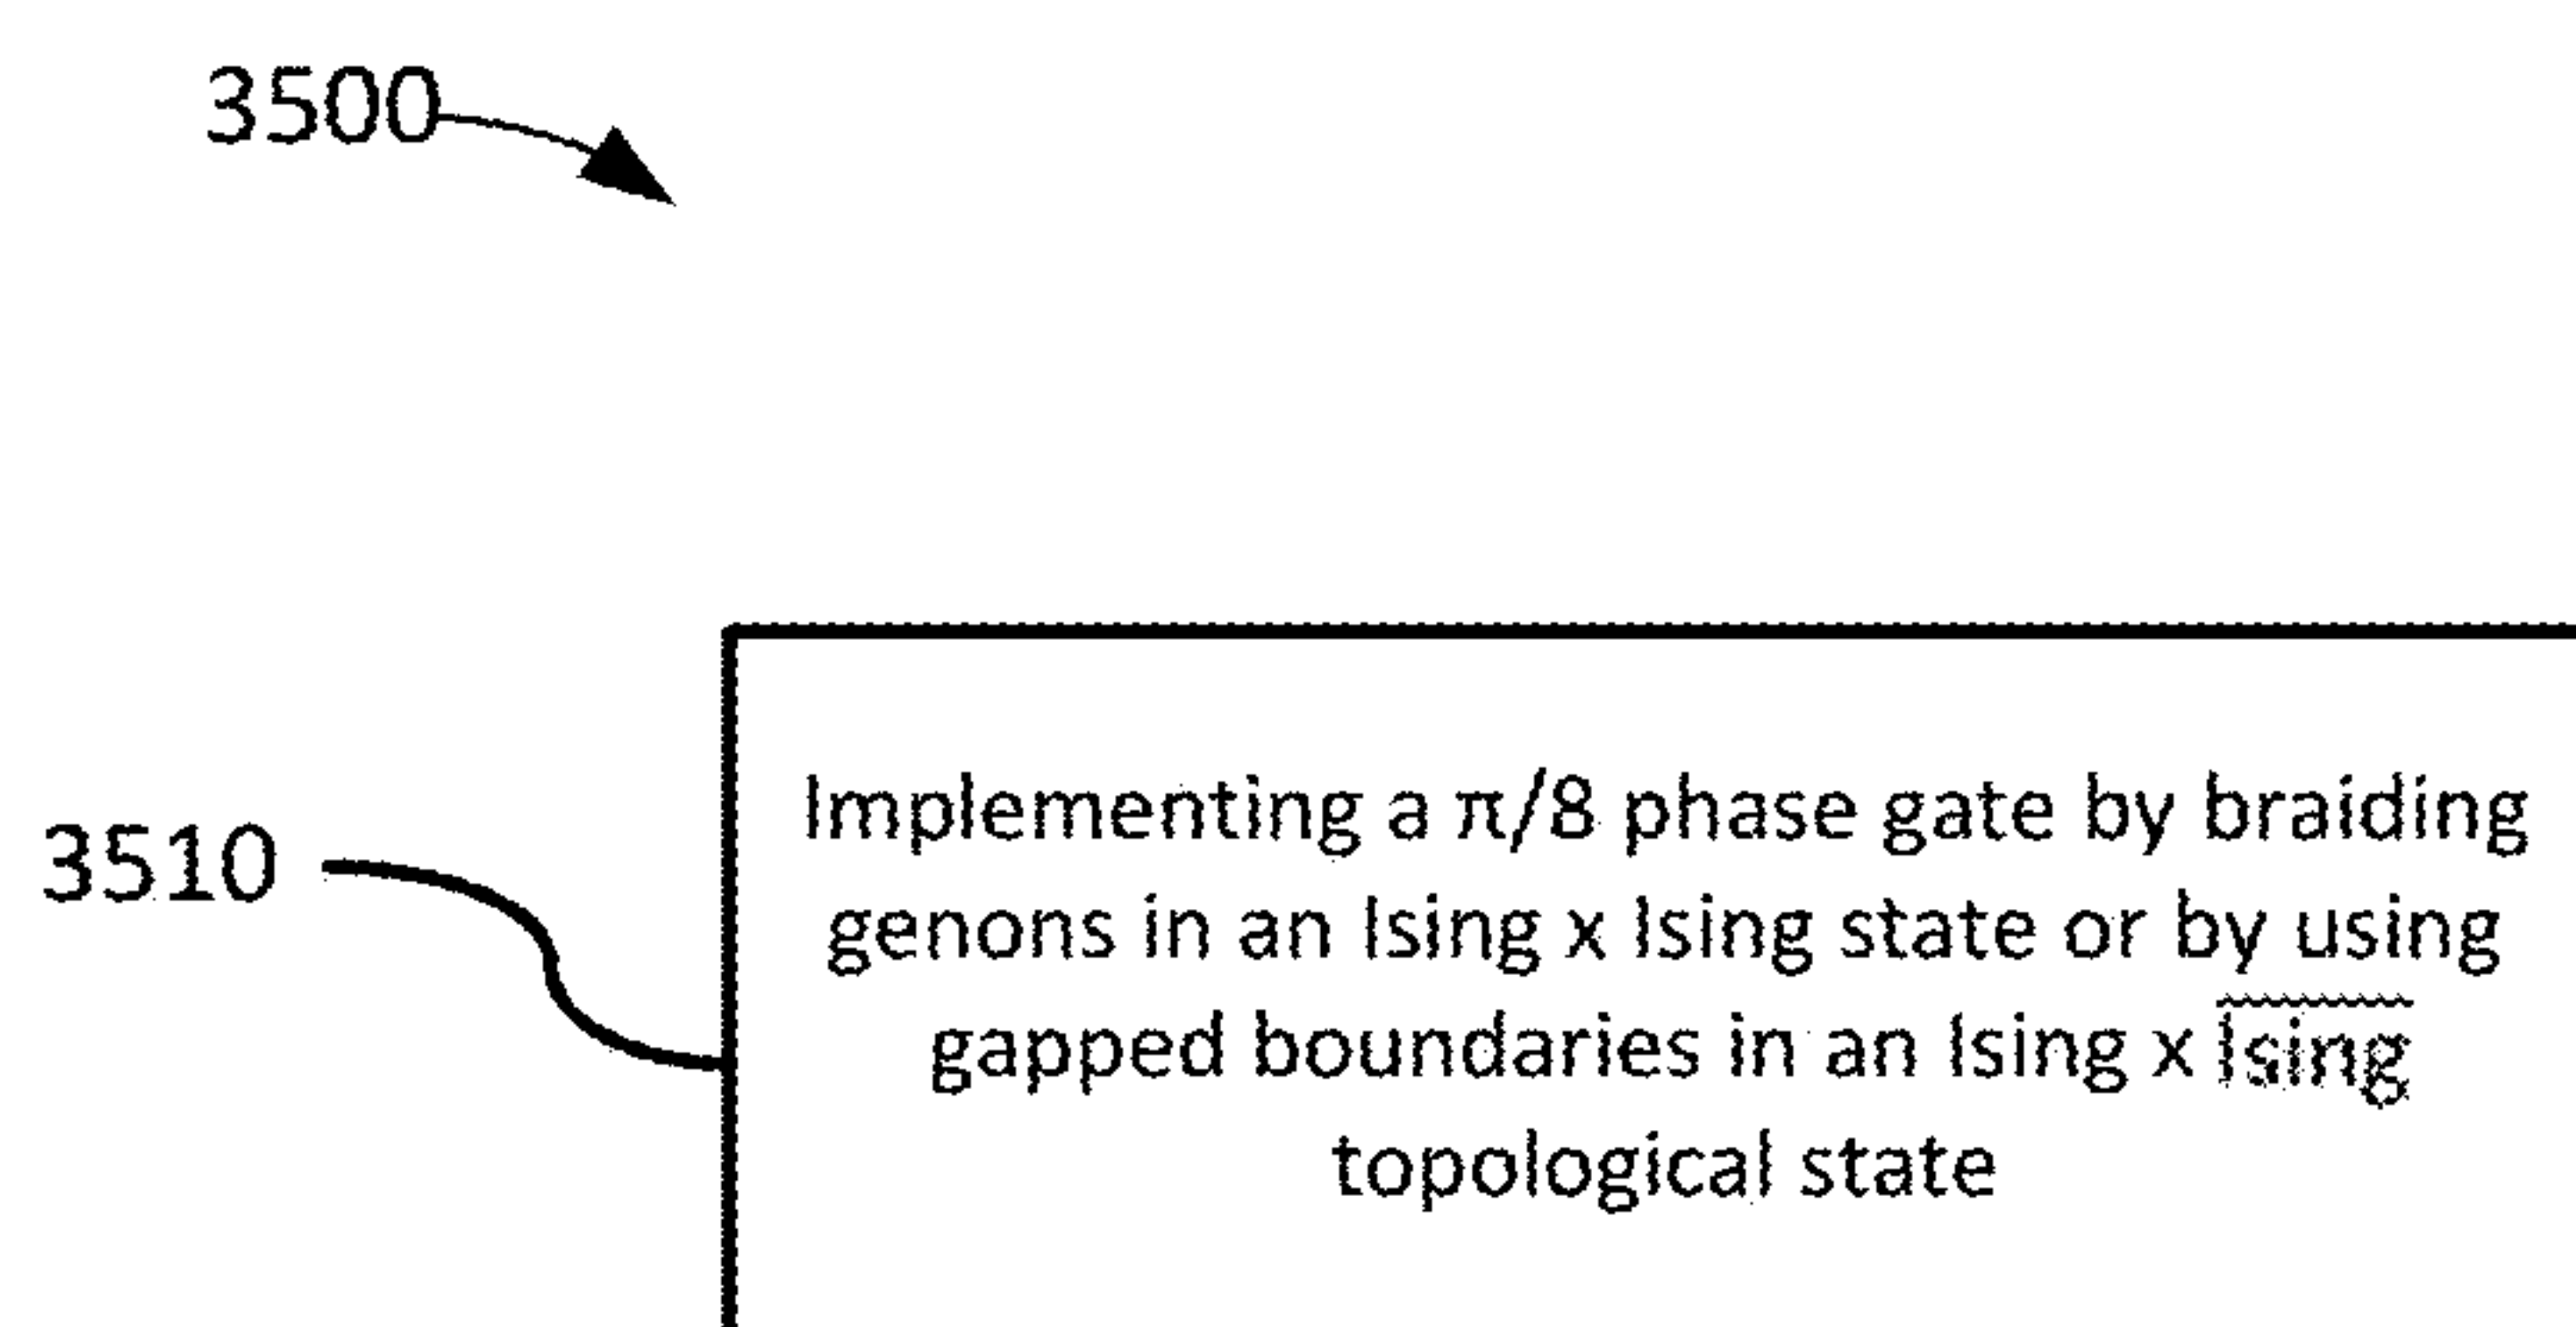 3500
3510
Implementing a π/8 phase gate by braiding
genons in an Ising x Ising state or by using
gapped boundaries in an Ising x I̅s̅i̅n̅g̅
topological state